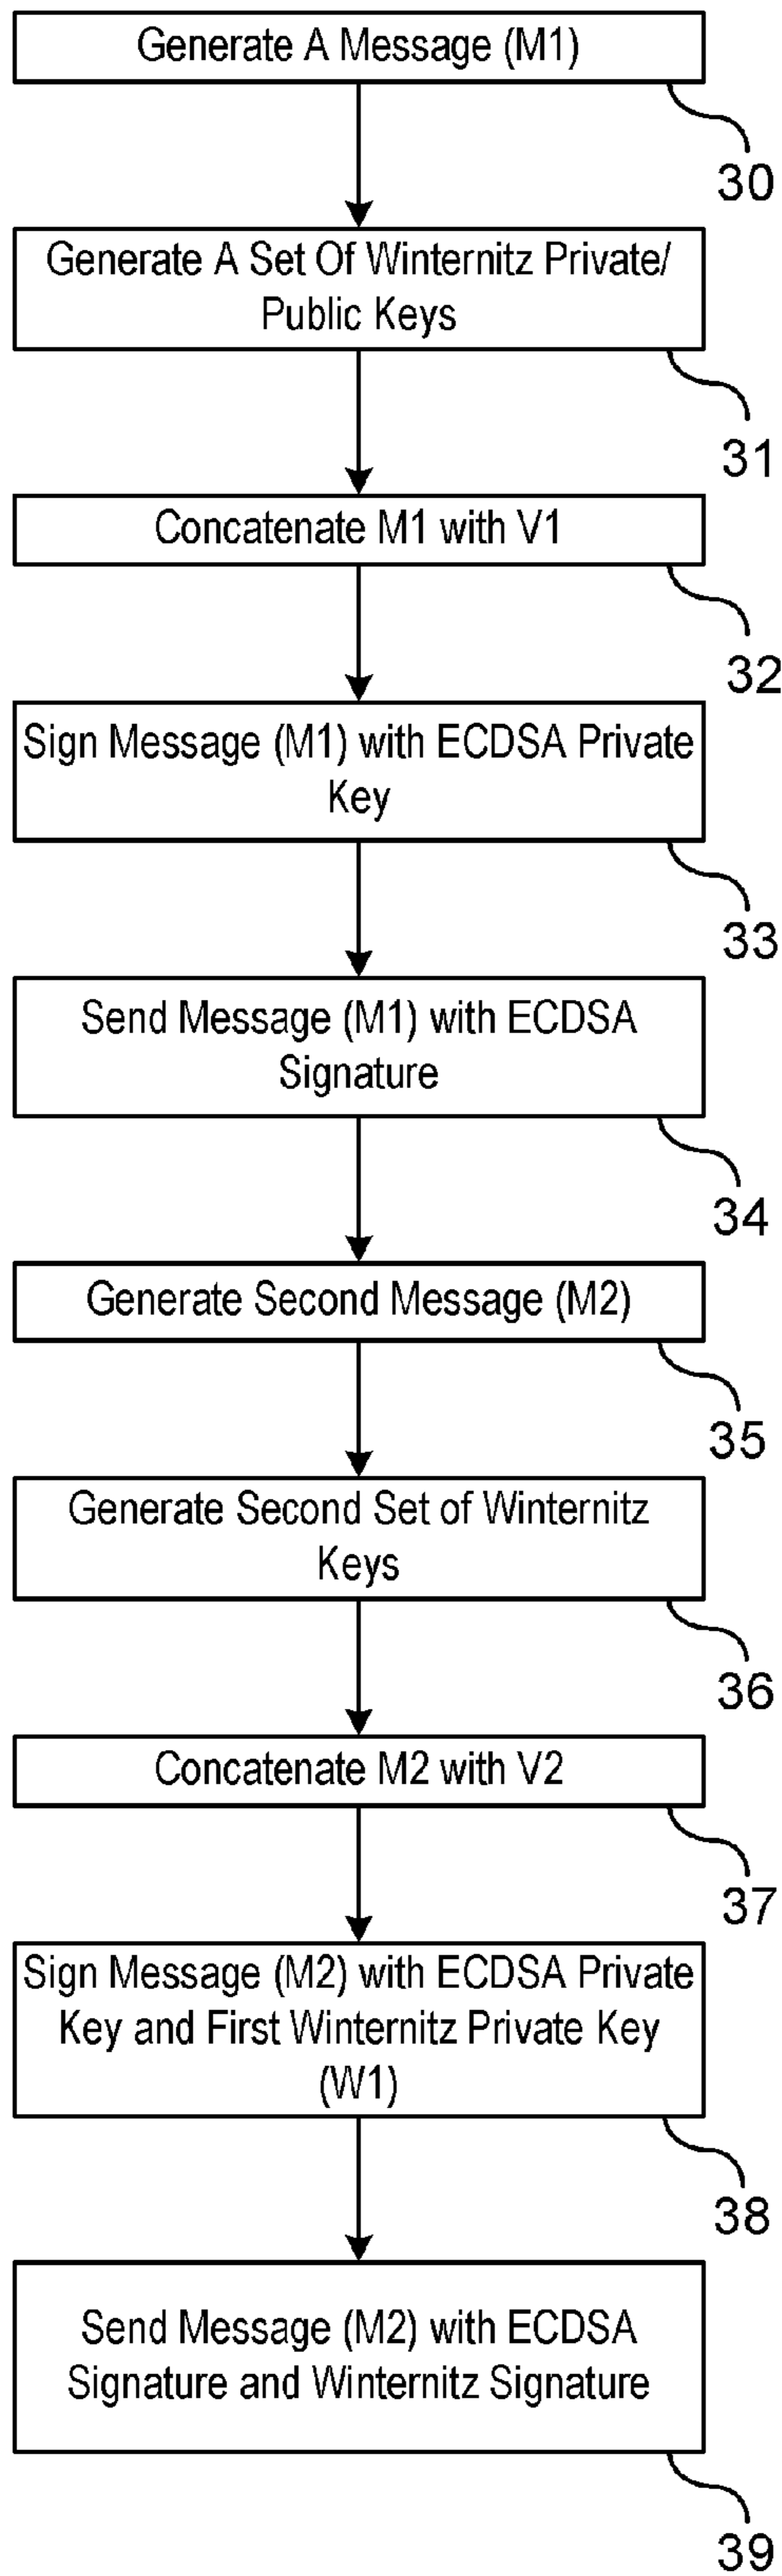 Generate A Message (M1)
30
Generate A Set Of Winternitz Private/
Public Keys
31
Concatenate M1 with V1
32
Sign Message (M1) with ECDSA Private
Key
33
Send Message (M1) with ECDSA
Signature
34
Generate Second Message (M2)
35
Generate Second Set of Winternitz
Keys
36
Concatenate M2 with V2
37
Sign Message (M2) with ECDSA Private
Key and First Winternitz Private Key
(W1)
38
Send Message (M2) with ECDSA
Signature and Winternitz Signature
39